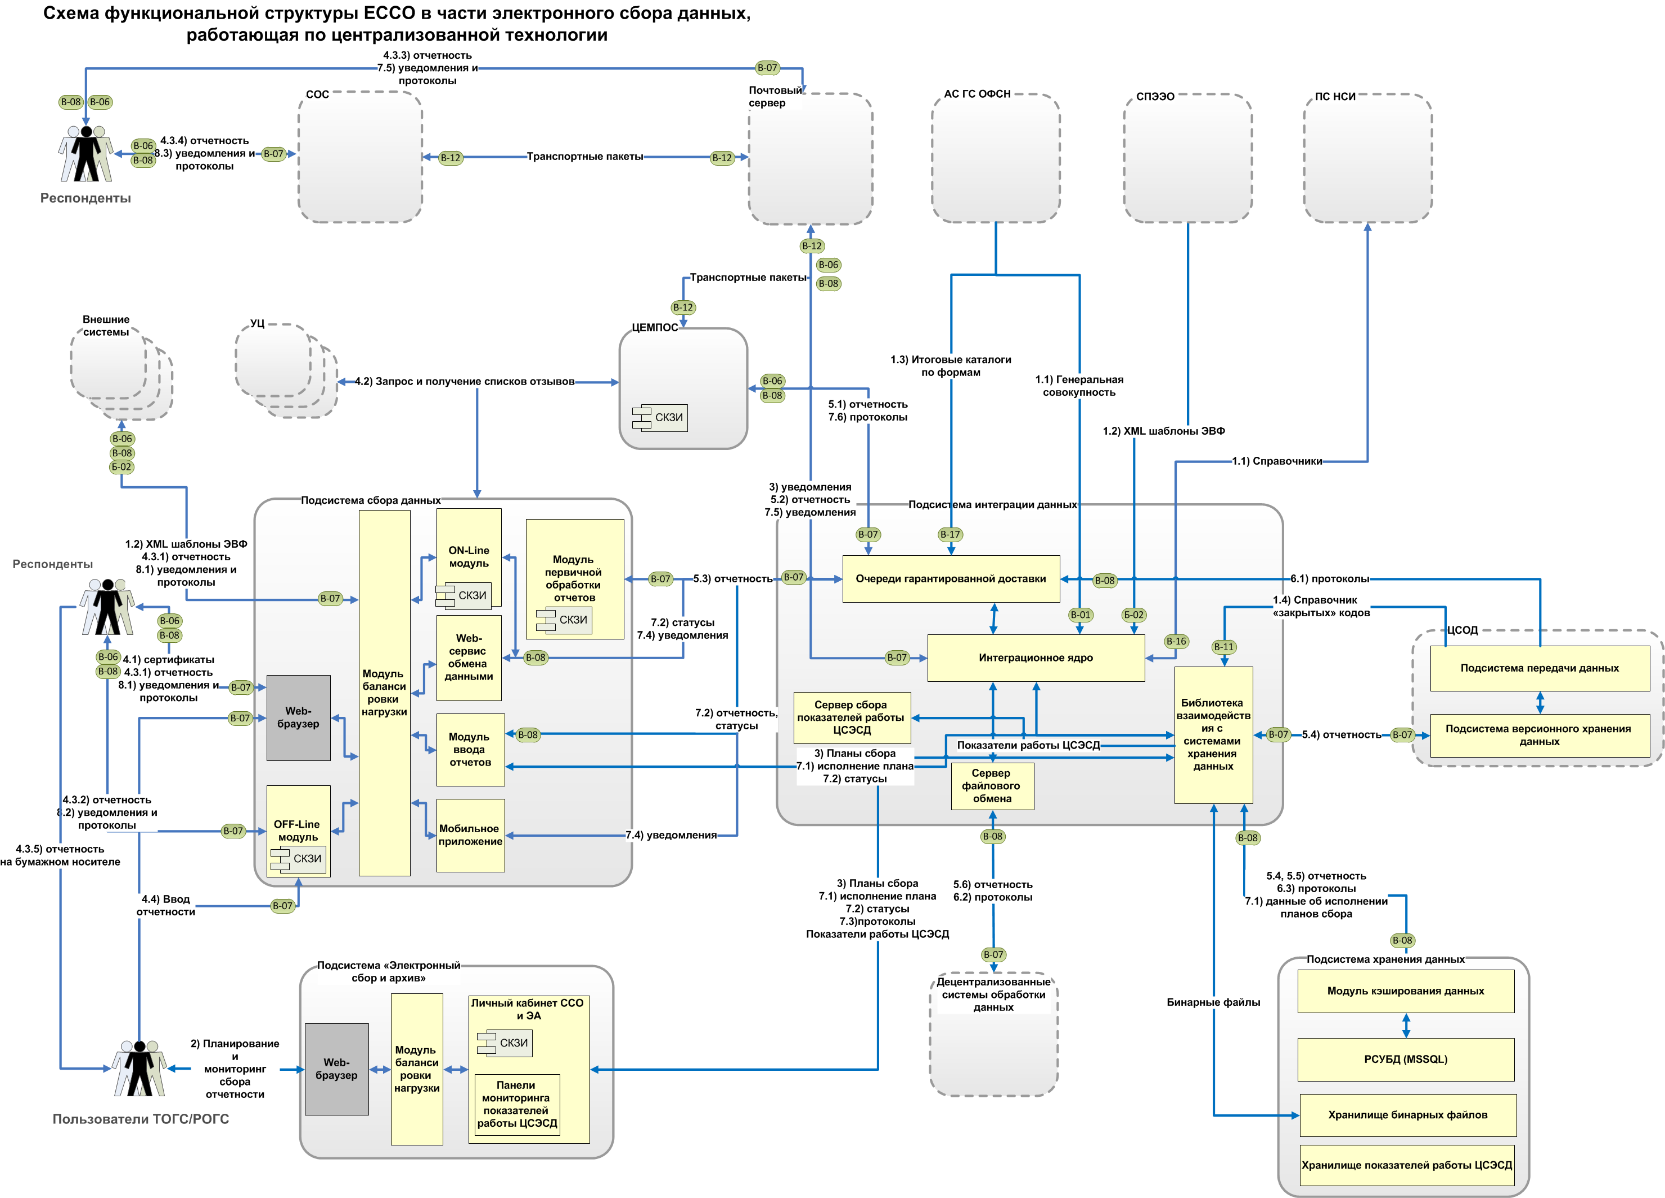 Схема функциональной структуры ЕССО в части электронного сбора данных,
работающая по централизованной технологии
4.3.3) отчетность
7.5) уведомления и
протоколы
В-07
В-08
В-06
СОС
Почтовый
сервер
АС ГС ОФСН
СПЭЭО
ПС НСИ
В-06
В-08
4.3.4) отчетность
8.3) уведомления и
протоколы
В-07
В-12
Транспортные пакеты
В-12
Респонденты
В-12
В-06
В-08
Транспортные пакеты
В-12
Внешние
системы
УЦ
ЦЕМПОС
4.2) Запрос и получение списков отзывов
СКЗИ
В-06
В-08
5.1) отчетность
7.6) протоколы
1.3) Итоговые каталоги
по формам
1.1) Генеральная
совокупность
1.2) XML шаблоны ЭВФ
1.1) Справочники
В-06
В-08
Б-02
3) уведомления
5.2) отчетность
7.5) уведомления
Подсистема сбора данных
Подсистема интеграции данных
1.2) XML шаблоны ЭВФ
4.3.1) отчетность
8.1) уведомления и
протоколы
В-07
ON-Line
модуль
СКЗИ
Модуль
первичной
обработки
отчетов
СКЗИ
В-07
5.3) отчетность
В-07
В-07
В-17
Очереди гарантированной доставки
В-08
6.1) протоколы
1.4) Справочник
«закрытых» кодов
В-01
Б-02
В-16
В-11
Респонденты
В-06
В-08
В-06
В-08
4.1) сертификаты
4.3.1) отчетность
8.1) уведомления и
протоколы
В-07
В-07
Web-
браузер
Модуль
баланси
ровки
нагрузки
Web-
сервис
обмена
данными
В-08
7.2) статусы
7.4) уведомления
В-07
Интеграционное ядро
ЦСОД
Подсистема передачи данных
Подсистема версионного хранения
данных
Сервер сбора
показателей работы
ЦСЭСД
Библиотека
взаимодейств
ия с
системами
хранения
данных
В-07
5.4) отчетность
В-07
7.2) отчетность,
статусы
Модуль
ввода
отчетов
В-08
Показатели работы ЦСЭСД
3) Планы сбора
7.1) исполнение плана
7.2) статусы
Сервер
файлового
обмена
4.3.2) отчетность
8.2) уведомления и
протоколы
В-07
OFF-Line
модуль
СКЗИ
Мобильное
приложение
7.4) уведомления
В-08
В-08
4.3.5) отчетность
на бумажном носителе
4.4) Ввод
отчетности
В-07
3) Планы сбора
7.1) исполнение плана
7.2) статусы
7.3)протоколы
Показатели работы ЦСЭСД
5.6) отчетность
6.2) протоколы
В-07
5.4, 5.5) отчетность
6.3) протоколы
7.1) данные об исполнении
планов сбора
В-08
Подсистема «Электронный
сбор и архив»
Децентрализованные
системы обработки
данных
Подсистема хранения данных
Модуль кэширования данных
РСУБД (MSSQL)
Хранилище бинарных файлов
Хранилище показателей работы ЦСЭСД
Бинарные файлы
2) Планирование
и
мониторинг
сбора
отчетности
Web-
браузер
Модуль
баланси
ровки
нагрузки
Личный кабинет ССО
и ЭА
СКЗИ
Панели
мониторинга
показателей
работы ЦСЭСД
Пользователи ТОГС/РОГС